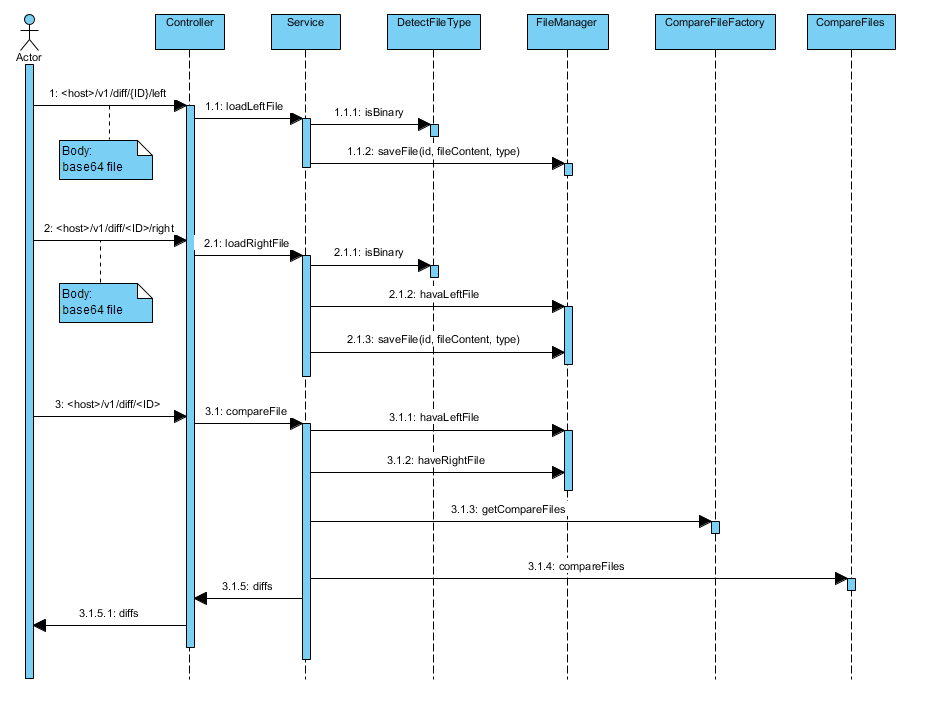 Controller
Service
DetectFileType
FileManager
CompareFileFactory
CompareFiles
Actor
1: <host>/v1/diff/{ID}/left
1.1: loadLeftFile
1.1.1: isBinary
Body:
base64 file
1.1.2: saveFile(id, fileContent, type)
2: <host>/v1/diff/<ID>/right
2.1: loadRightFile
2.1.1: isBinary
Body:
base64 file
2.1.2: havaLeftFile
2.1.3: saveFile(id, fileContent, type)
3: <host>/v1/diff/<ID>
3.1: compareFile
3.1.1: havaLeftFile
3.1.2: haveRightFile
3.1.3: getCompareFiles
3.1.4: compareFiles
3.1.5: diffs
3.1.5.1: diffs